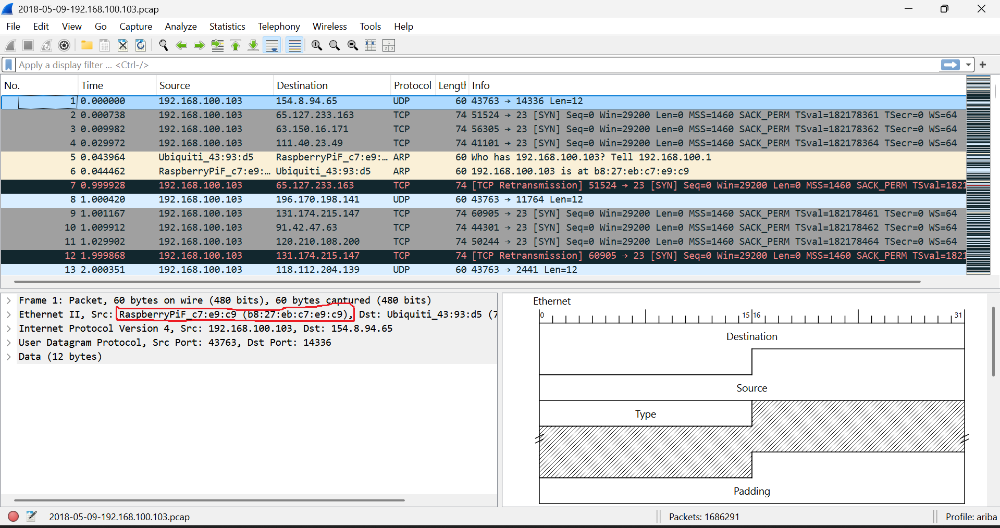 2018-05-09-192.168.100.103.pcap
File Edit View Go Capture Analyze Statistics Telephony Wireless Tools Help
Apply a display filter ... <Ctrl-/>
No. Time Source Destination Protocol Length Info
1 0.000000 192.168.100.103 154.8.94.65 UDP 60 43763 → 14336 Len=12
2 0.000738 192.168.100.103 65.127.233.163 TCP 74 51524 → 23 [SYN] Seq=0 Win=29200 Len=0 MSS=1460 SACK_PERM TSval=182178361 TSecr=0 WS=64
3 0.009982 192.168.100.103 63.150.16.171 TCP 74 56305 → 23 [SYN] Seq=0 Win=29200 Len=0 MSS=1460 SACK_PERM TSval=182178362 TSecr=0 WS=64
4 0.029972 192.168.100.103 111.40.23.49 TCP 74 41101 → 23 [SYN] Seq=0 Win=29200 Len=0 MSS=1460 SACK_PERM TSval=182178364 TSecr=0 WS=64
5 0.043964 Ubiquiti_43:93:d5 RaspberryPiF_c7:e9:... ARP 60 Who has 192.168.100.103? Tell 192.168.100.1
6 0.044462 RaspberryPiF_c7:e9:... Ubiquiti_43:93:d5 ARP 60 192.168.100.103 is at b8:27:eb:c7:e9:c9
7 0.999928 192.168.100.103 65.127.233.163 TCP 74 [TCP Retransmission] 51524 → 23 [SYN] Seq=0 Win=29200 Len=0 MSS=1460 SACK_PERM TSval=1821
8 1.000420 192.168.100.103 196.170.198.141 UDP 60 43763 → 11764 Len=12
9 1.001167 192.168.100.103 131.174.215.147 TCP 74 60905 → 23 [SYN] Seq=0 Win=29200 Len=0 MSS=1460 SACK_PERM TSval=182178461 TSecr=0 WS=64
10 1.009912 192.168.100.103 91.42.47.63 TCP 74 44301 → 23 [SYN] Seq=0 Win=29200 Len=0 MSS=1460 SACK_PERM TSval=182178462 TSecr=0 WS=64
11 1.029902 192.168.100.103 120.210.108.200 TCP 74 50244 → 23 [SYN] Seq=0 Win=29200 Len=0 MSS=1460 SACK_PERM TSval=182178464 TSecr=0 WS=64
12 1.999868 192.168.100.103 131.174.215.147 TCP 74 [TCP Retransmission] 60905 → 23 [SYN] Seq=0 Win=29200 Len=0 MSS=1460 SACK_PERM TSval=1821
13 2.000351 192.168.100.103 118.112.204.139 UDP 60 43763 → 2441 Len=12
Frame 1: Packet, 60 bytes on wire (480 bits), 60 bytes captured (480 bits)
Ethernet II, Src: RaspberryPiF_c7:e9:c9 (b8:27:eb:c7:e9:c9), Dst: Ubiquiti_43:93:d5 (7
Internet Protocol Version 4, Src: 192.168.100.103, Dst: 154.8.94.65
User Datagram Protocol, Src Port: 43763, Dst Port: 14336
Data (12 bytes)
Ethernet
0 15 16 31
Destination
Source
Type
Padding
2018-05-09-192.168.100.103.pcap Packets: 1686291 Profile: ariba